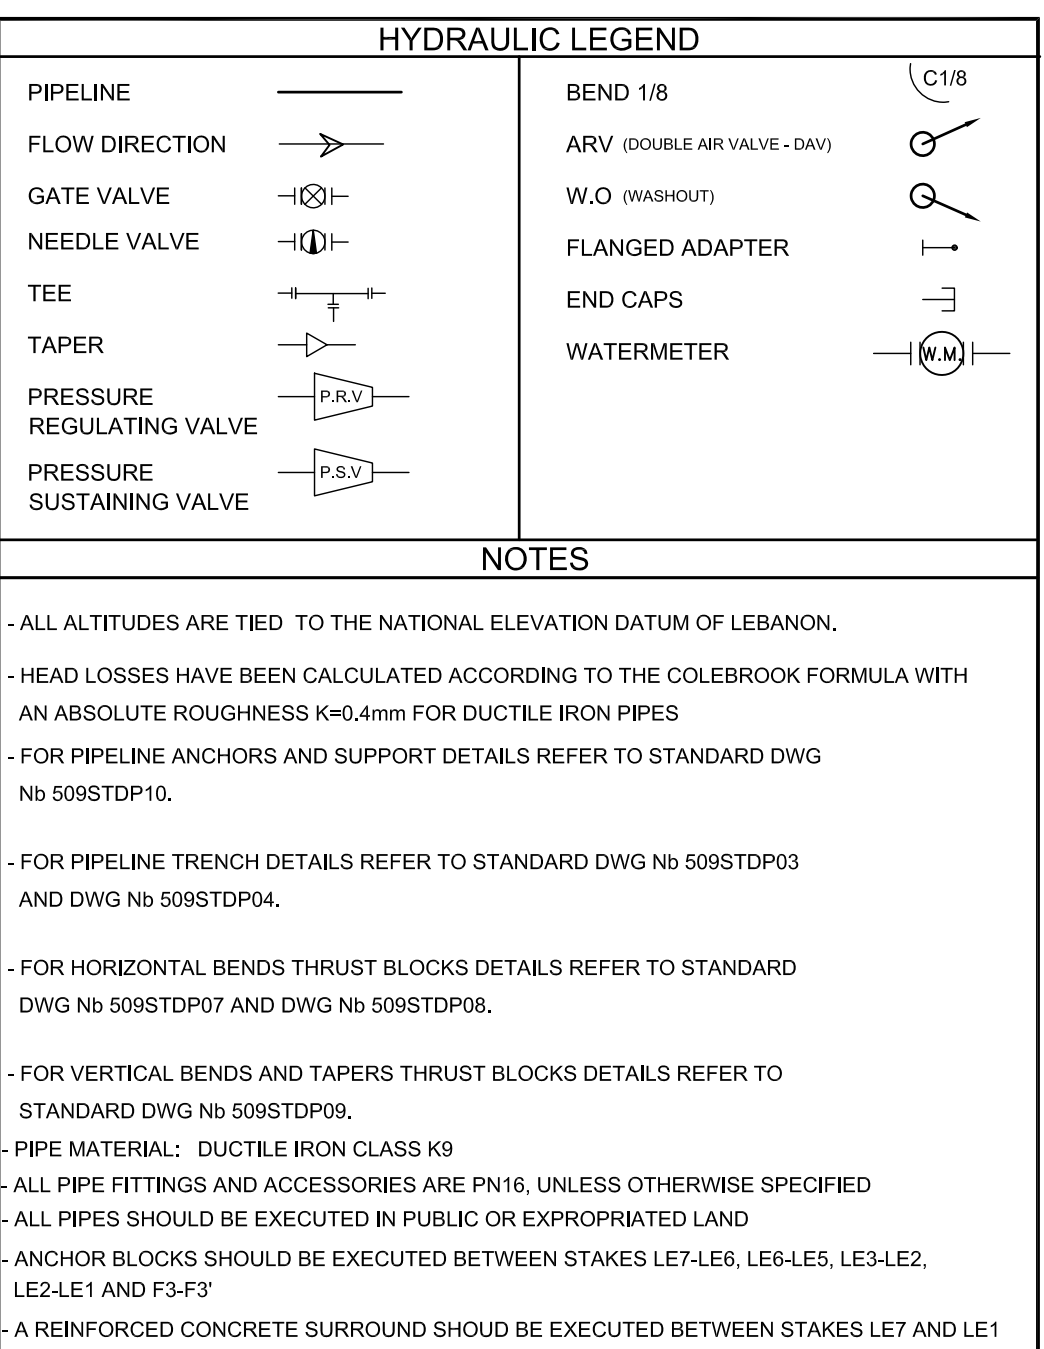 HYDRAULIC LEGEND
PIPELINE
FLOW DIRECTION
GATE VALVE
NEEDLE VALVE
TEE
TAPER
PRESSURE
REGULATING VALVE
P.R.V
PRESSURE
SUSTAINING VALVE
P.S.V
BEND 1/8
C1/8
ARV (DOUBLE AIR VALVE - DAV)
W.O (WASHOUT)
FLANGED ADAPTER
END CAPS
WATERMETER
W.M.
NOTES
- ALL ALTITUDES ARE TIED TO THE NATIONAL ELEVATION DATUM OF LEBANON.
- HEAD LOSSES HAVE BEEN CALCULATED ACCORDING TO THE COLEBROOK FORMULA WITH
AN ABSOLUTE ROUGHNESS K=0.4mm FOR DUCTILE IRON PIPES
- FOR PIPELINE ANCHORS AND SUPPORT DETAILS REFER TO STANDARD DWG
Nb 509STDP10.
- FOR PIPELINE TRENCH DETAILS REFER TO STANDARD DWG Nb 509STDP03
AND DWG Nb 509STDP04.
- FOR HORIZONTAL BENDS THRUST BLOCKS DETAILS REFER TO STANDARD
DWG Nb 509STDP07 AND DWG Nb 509STDP08.
- FOR VERTICAL BENDS AND TAPERS THRUST BLOCKS DETAILS REFER TO
STANDARD DWG Nb 509STDP09.
- PIPE MATERIAL: DUCTILE IRON CLASS K9
- ALL PIPE FITTINGS AND ACCESSORIES ARE PN16, UNLESS OTHERWISE SPECIFIED
- ALL PIPES SHOULD BE EXECUTED IN PUBLIC OR EXPROPRIATED LAND
- ANCHOR BLOCKS SHOULD BE EXECUTED BETWEEN STAKES LE7-LE6, LE6-LE5, LE3-LE2,
LE2-LE1 AND F3-F3'
- A REINFORCED CONCRETE SURROUND SHOUD BE EXECUTED BETWEEN STAKES LE7 AND LE1